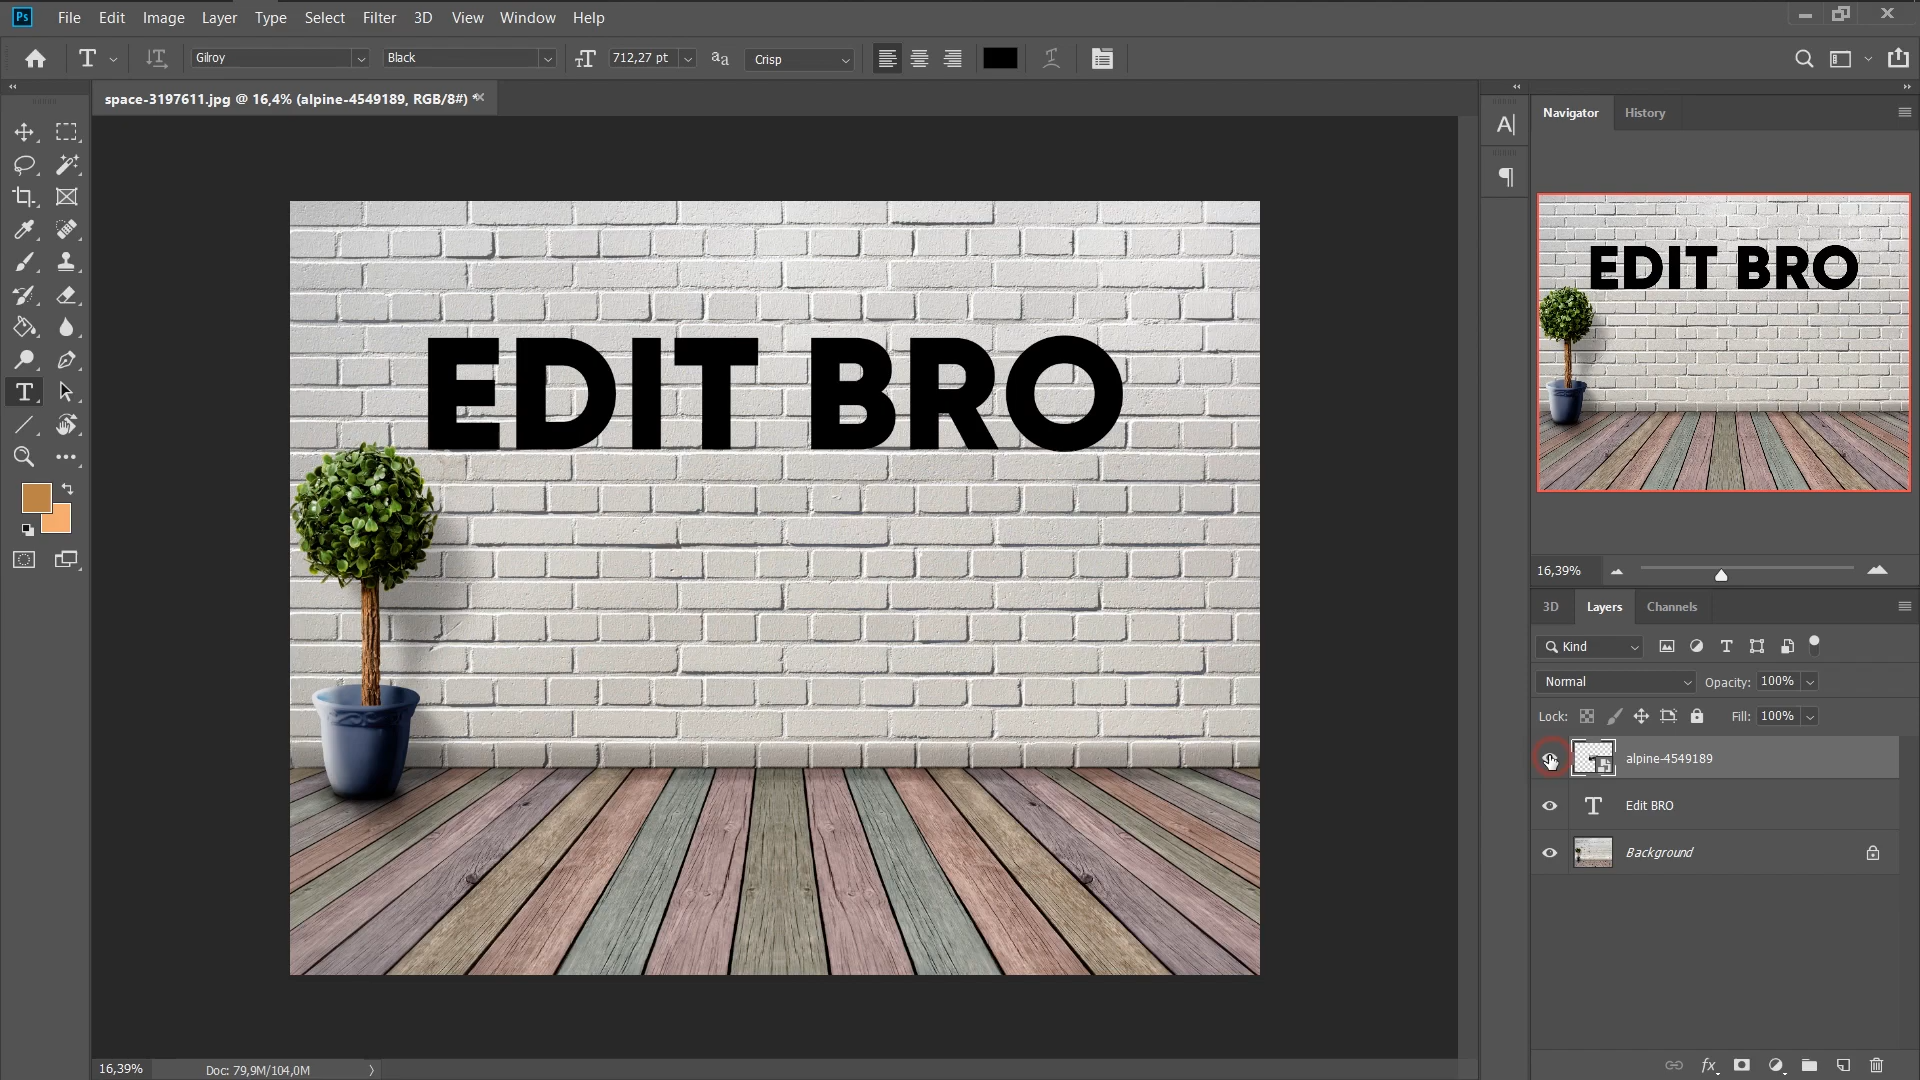 Ps File Edit Image Layer Type Select Filter 3D View Window Help
T Gilroy Black 712,27 pt aa Crisp
space-3197611.jpg @ 16,4% (alpine-4549189, RGB/8#) *
Navigator History
EDIT BRO
EDIT BRO
16,39%
3D Layers Channels
Kind
Normal Opacity: 100%
Lock: Fill: 100%
alpine-4549189
T Edit BRO
Background
16,39% Doc: 79,9M/104,0M
fx